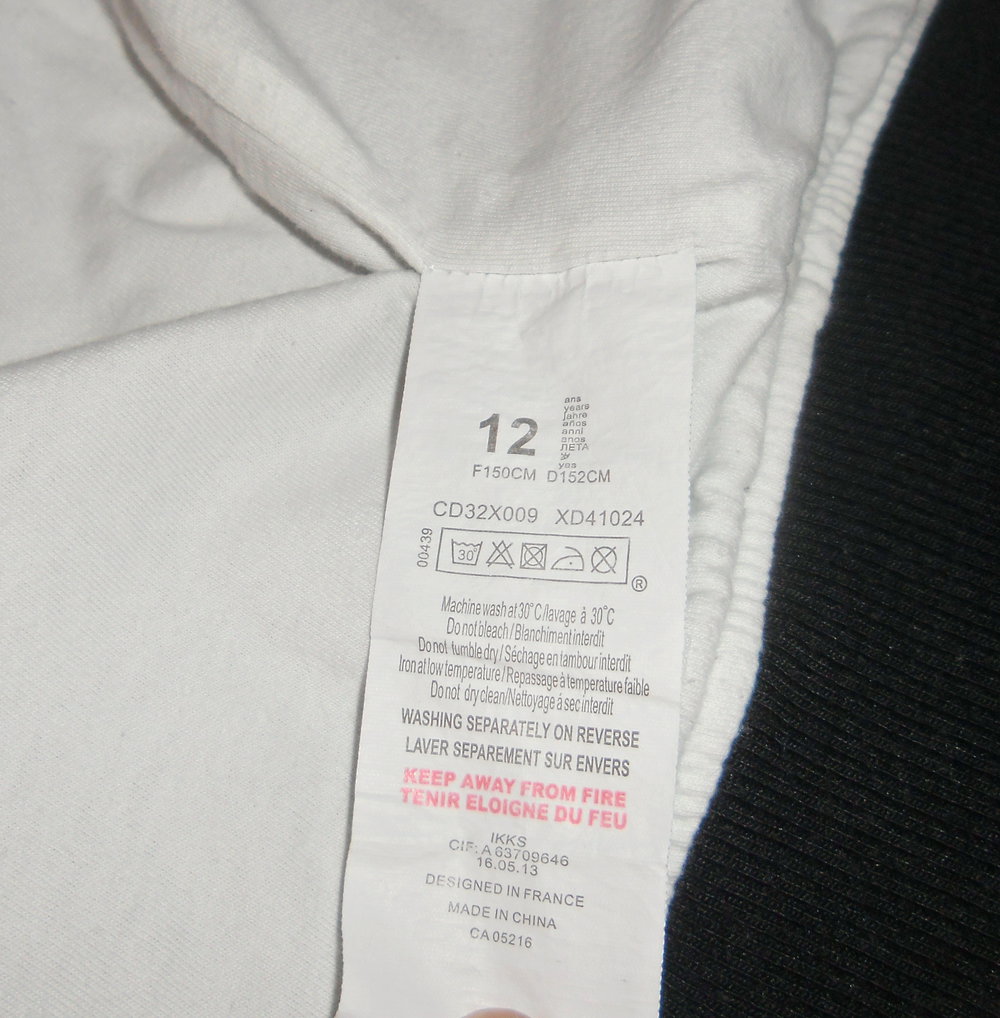 12
ans
years
jahre
años
anni
anos
ЛЕТА
yaş
F150CM D152CM
CD32X009 XD41024
00439
30°
®
Machine wash at 30°C/lavage à 30°C
Do not bleach / Blanchiment interdit
Do not tumble dry / Séchage en tambour interdit
Iron at low temperature / Repassage à température faible
Do not dry clean/Nettoyage á sec interdit
WASHING SEPARATELY ON REVERSE
LAVER SEPAREMENT SUR ENVERS
KEEP AWAY FROM FIRE
TENIR ELOIGNE DU FEU
IKKS
CIF: A 63709646
16.05.13
DESIGNED IN FRANCE
MADE IN CHINA
CA 05216